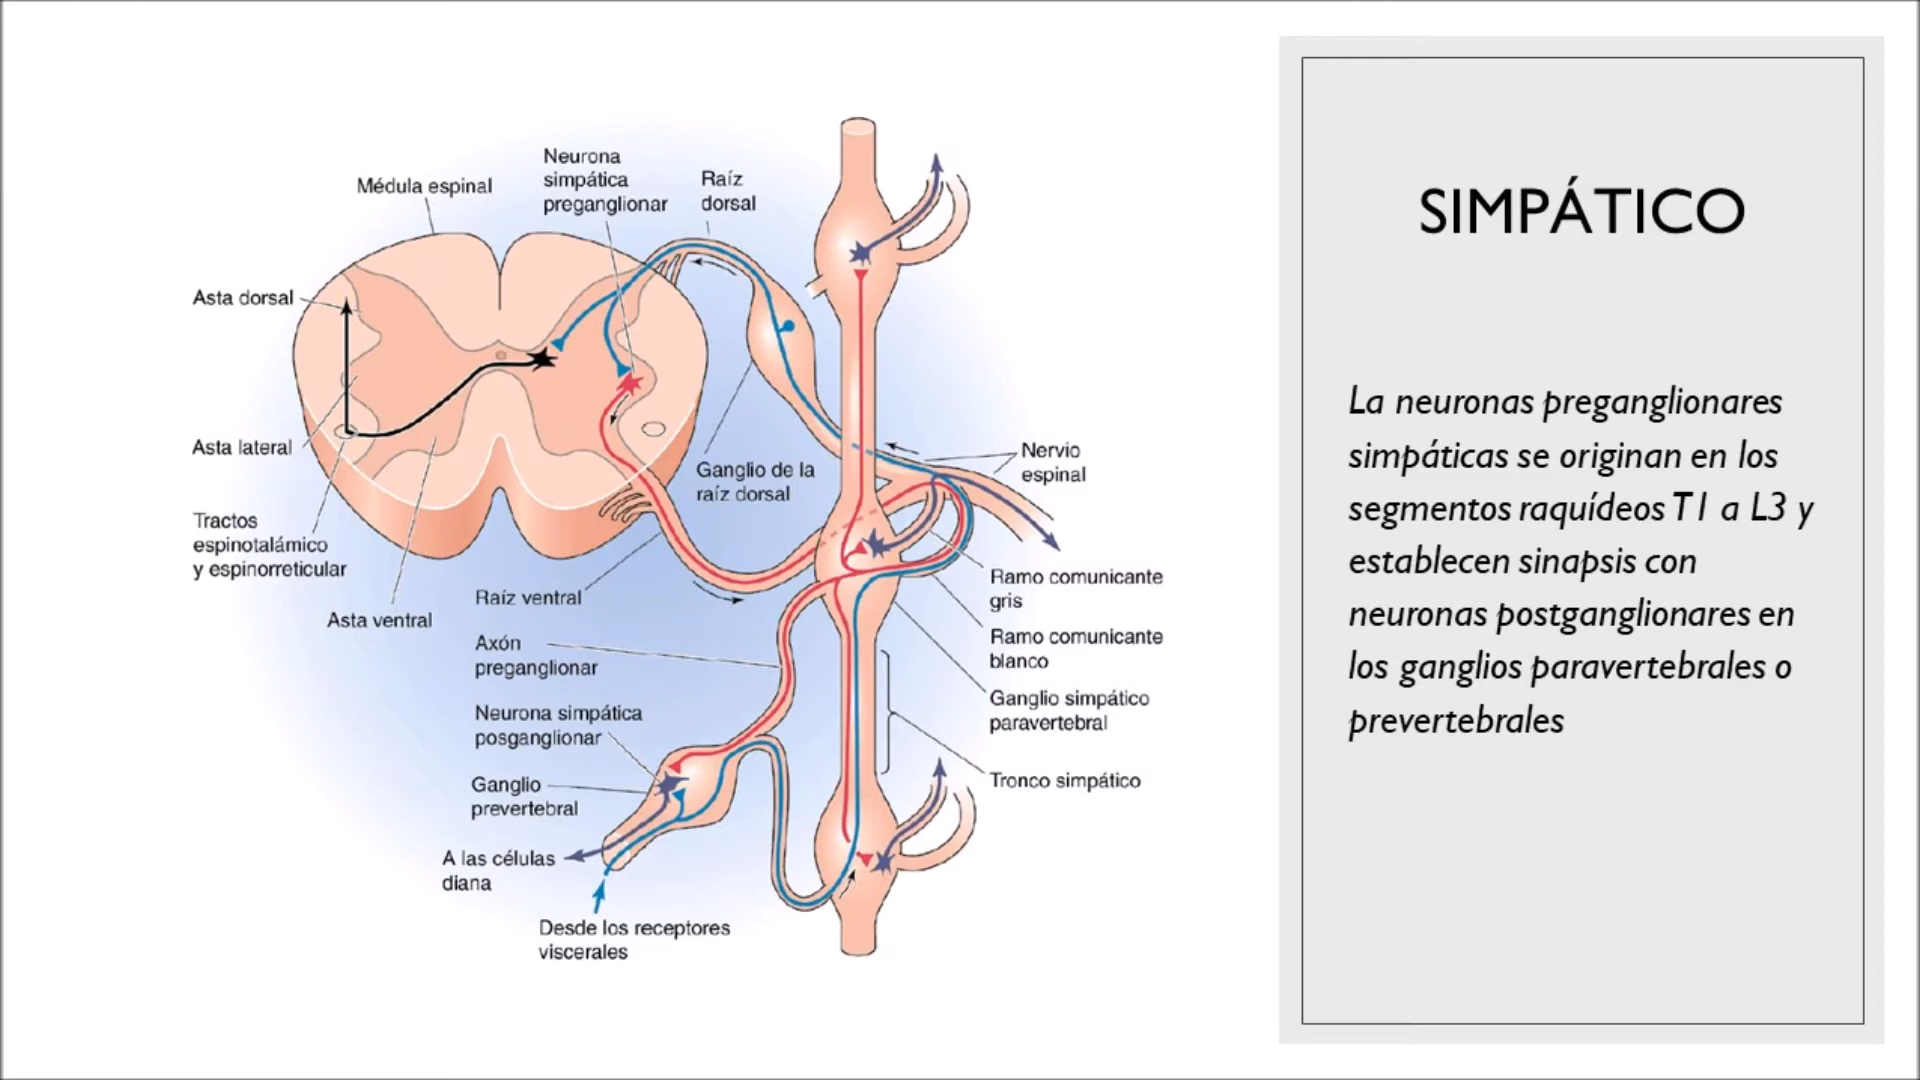 Neurona
simpática
preganglionar
Raíz
dorsal
Médula espinal
Asta dorsal
Asta lateral
Tractos
espinotalámico
y espinorreticular
Asta ventral
Ganglio de la
raíz dorsal
Nervio
espinal
Raíz ventral
Axón
preganglionar
Neurona simpática
posganglionar
Ganglio
prevertebral
A las células
diana
Desde los receptores
viscerales
Ramo comunicante
gris
Ramo comunicante
blanco
Ganglio simpático
paravertebral
Tronco simpático
SIMPÁTICO
La neuronas preganglionares
simpáticas se originan en los
segmentos raquídeos T1 a L3 y
establecen sinapsis con
neuronas postganglionares en
los ganglios paravertebrales o
prevertebrales